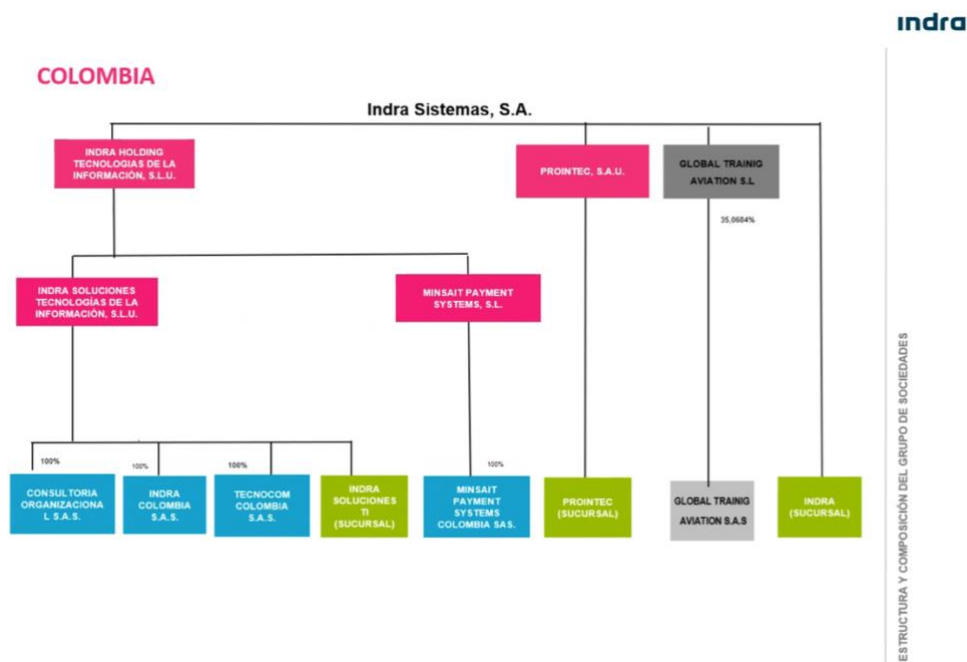 indra
COLOMBIA
Indra Sistemas, S.A.
INDRA HOLDING
TECNOLOGIAS DE LA
INFORMACIÓN, S.L.U.
PROINTEC, S.A.U.
GLOBAL TRAINIG
AVIATION S.L
35,0684%
INDRA SOLUCIONES
TECNOLOGÍAS DE LA
INFORMACIÓN, S.L.U.
MINSAIT PAYMENT
SYSTEMS, S.L.
100%
100%
100%
100%
CONSULTORIA
ORGANIZACIONA
L S.A.S.
INDRA
COLOMBIA
S.A.S.
TECNOCOM
COLOMBIA
S.A.S.
INDRA
SOLUCIONES
TI
(SUCURSAL)
MINSAIT
PAYMENT
SYSTEMS
COLOMBIA SAS.
PROINTEC
(SUCURSAL)
GLOBAL TRAINIG
AVIATION S.A.S
INDRA
(SUCURSAL)
ESTRUCTURA Y COMPOSICIÓN DEL GRUPO DE SOCIEDADES